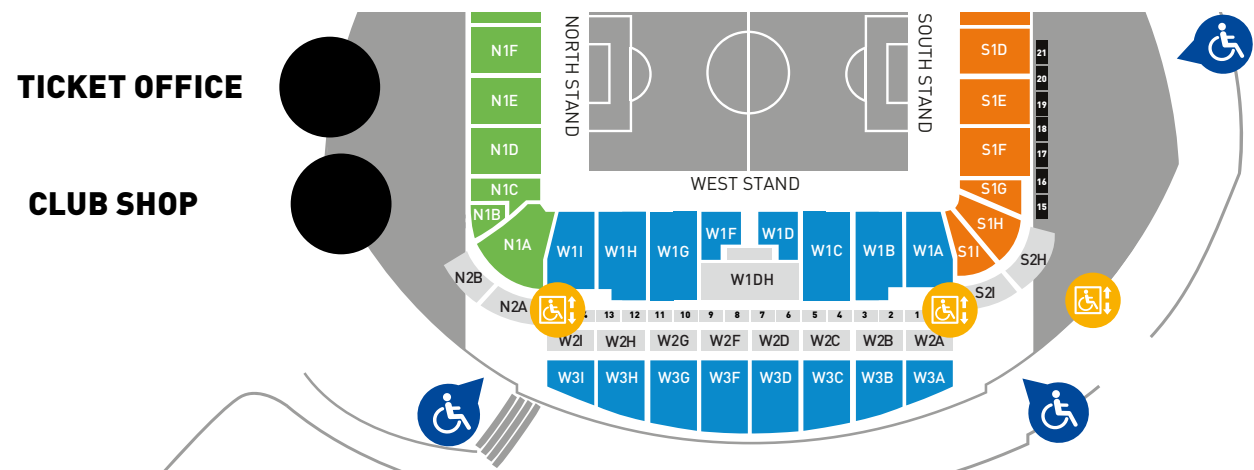 TICKET OFFICE
CLUB SHOP
NORTH STAND
SOUTH STAND
WEST STAND
N1F
N1E
N1D
N1C
N1B
N1A
N2B
N2A
S1D
S1E
S1F
S1G
S1H
S1I
S2H
S2I
21
20
19
18
17
16
15
W1I W1H W1G W1F W1D W1C W1B W1A
W1DH
13 12 11 10 9 8 7 6 5 4 3 2 1
W2I W2H W2G W2F W2D W2C W2B W2A
W3I W3H W3G W3F W3D W3C W3B W3A